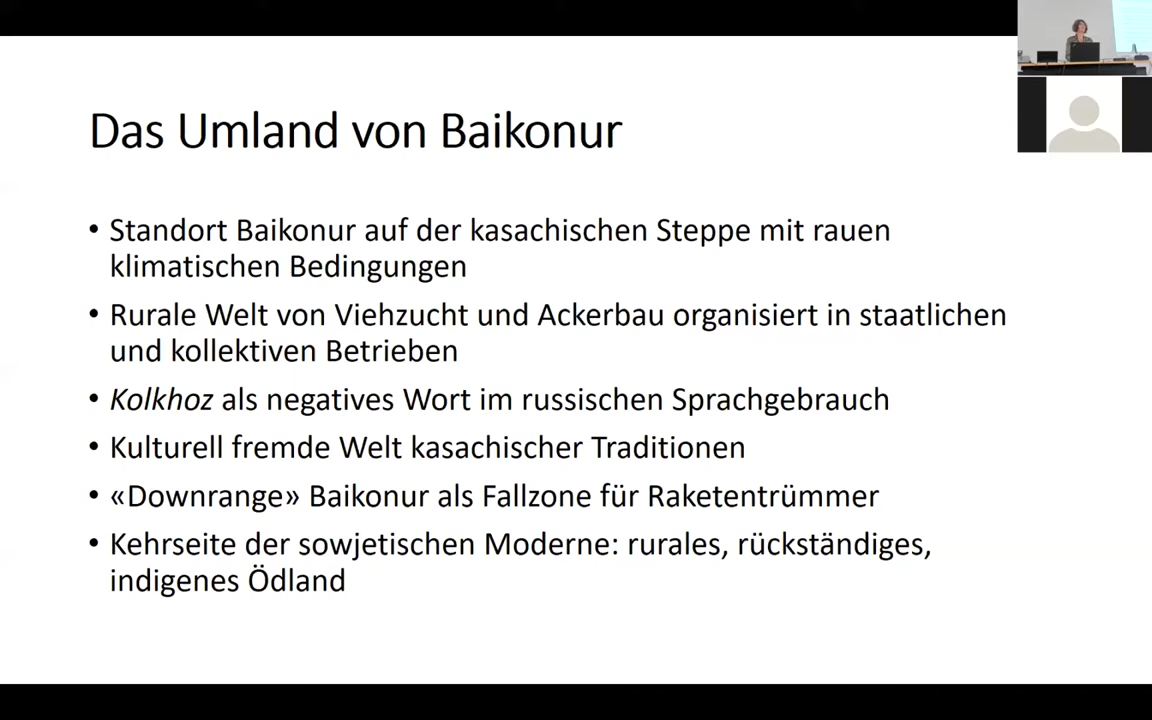 Das Umland von Baikonur
• Standort Baikonur auf der kasachischen Steppe mit rauen
klimatischen Bedingungen
• Rurale Welt von Viehzucht und Ackerbau organisiert in staatlichen
und kollektiven Betrieben
• Kolkhoz als negatives Wort im russischen Sprachgebrauch
• Kulturell fremde Welt kasachischer Traditionen
• «Downrange» Baikonur als Fallzone für Raketentrümmer
• Kehrseite der sowjetischen Moderne: rurales, rückständiges,
indigenes Ödland